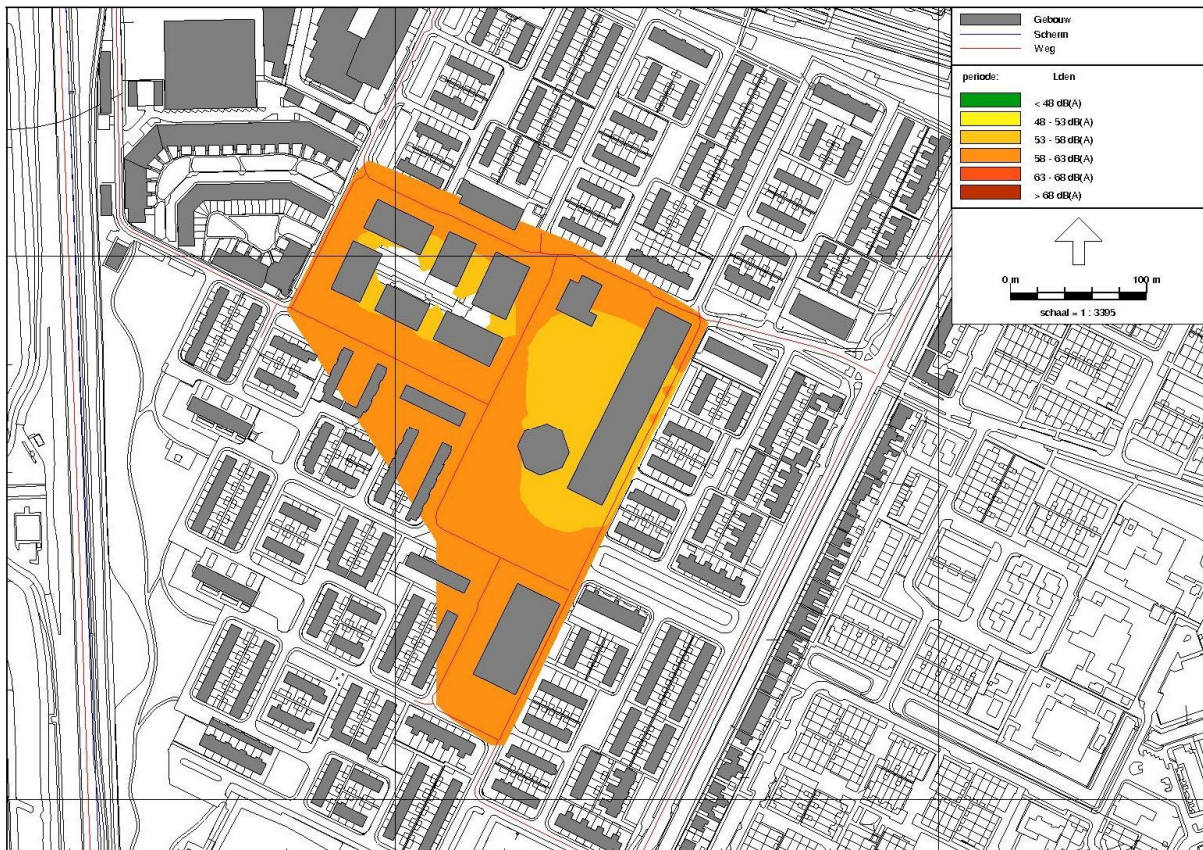 Gebouw
Scherm
Weg
periode: Lden
< 48 dB(A)
48 - 53 dB(A)
53 - 58 dB(A)
58 - 63 dB(A)
63 - 68 dB(A)
> 68 dB(A)
0 m 100 m
schaal = 1 : 3395